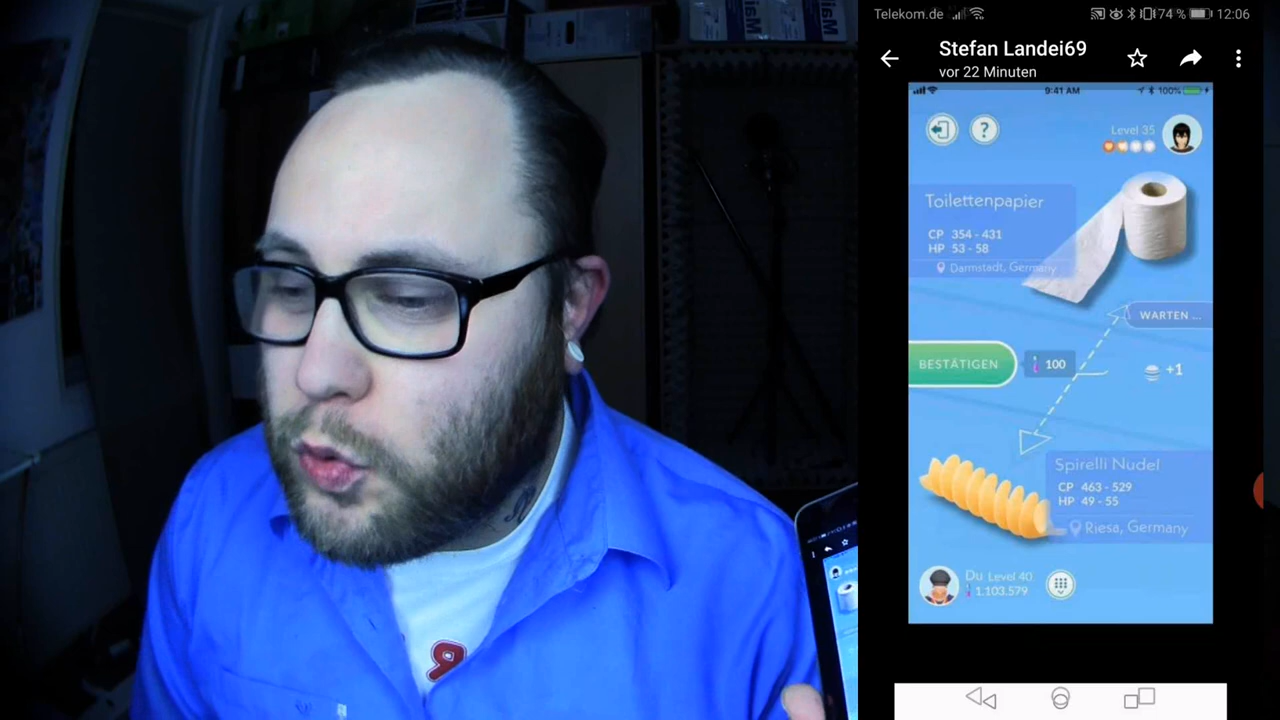 Telekom.de
74 % 12:06
Stefan Landei69
vor 22 Minuten
9:41 AM 100%
?
Level 35
Toilettenpapier
CP 354 - 431
HP 53 - 58
Darmstadt, Germany
WARTEN ...
BESTÄTIGEN
100
+1
Spirelli Nudel
CP 463 - 529
HP 49 - 55
Riesa, Germany
Du Level 40
1.103.579
9